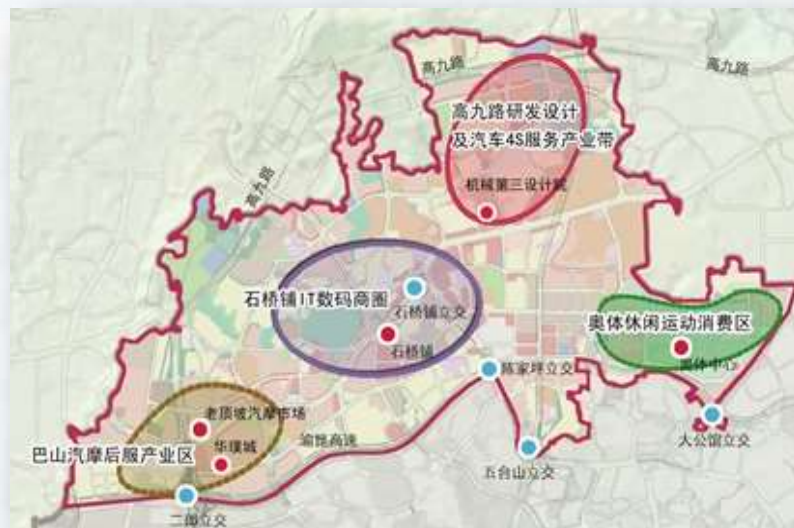 高九路
高九路
高九路研发设计
及汽车4S服务产业带
机械第三设计院
高九路
石桥铺IT数码商圈
石桥铺立交
石桥铺
奥体休闲运动消费区
奥体中心
陈家坪立交
老顶坡汽摩市场
大公馆立交
渝隆高速
巴山汽摩后服产业区
华璞城
五台山立交
二郎立交